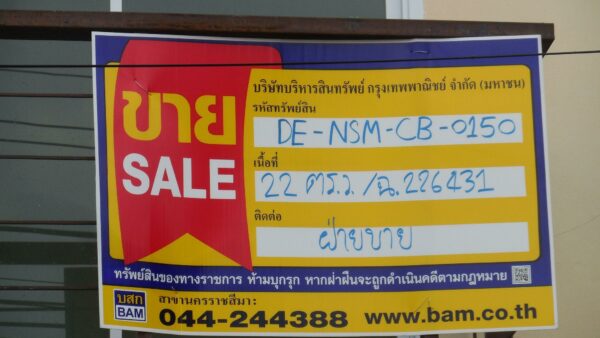 ขาย
SALE
บริษัทบริหารสินทรัพย์ กรุงเทพพาณิชย์ จำกัด (มหาชน)
รหัสทรัพย์สิน
DE-NSM-CB-0150
เนื้อที่
22 ตร.ว. /ฉ.226431
ติดต่อ
ฝ่ายขาย
ทรัพย์สินของทางราชการ ห้ามบุกรุก หากฝ่าฝืนจะถูกดำเนินคดีตามกฎหมาย
บสก
BAM
สาขานครราชสีมา:
044-244388 www.bam.co.th